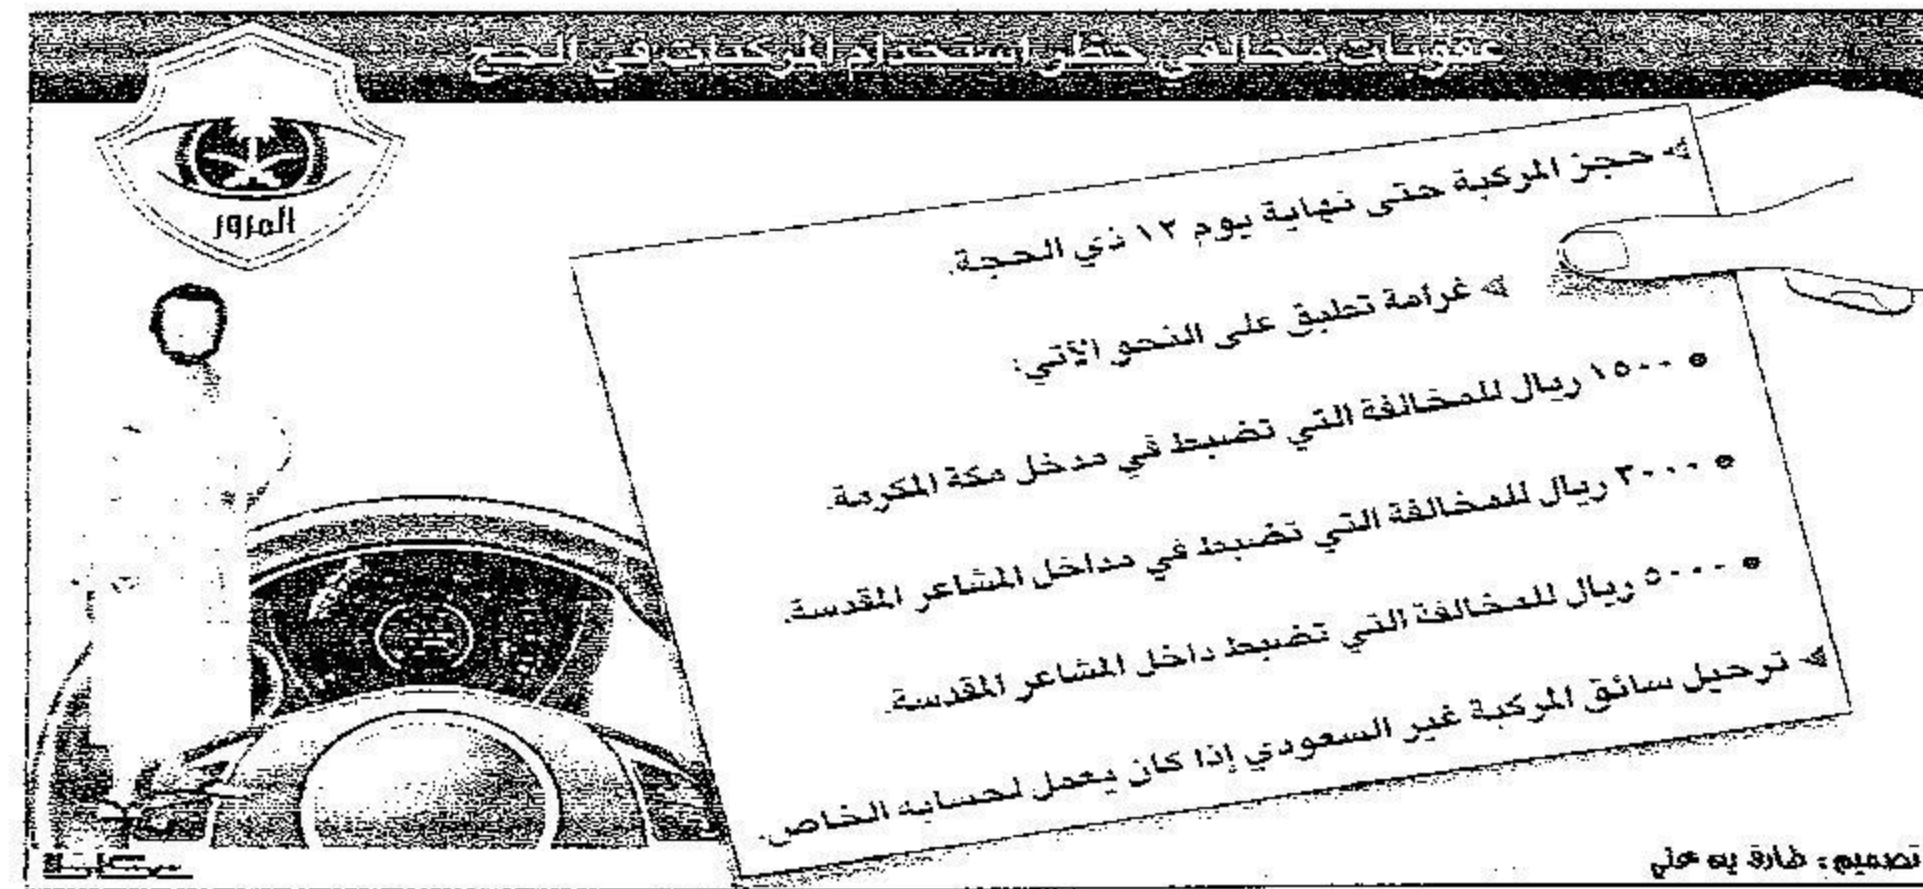 عقوبات مخالفي حظر استخدام المركبات في الحج
المرور
حجز المركبة حتى نهاية يوم ١٢ ذي الحجة.
غرامة تطبق على النحو الآتي:
• ١٥٠٠ ريال للمخالفة التي تضبط في مدخل مكة المكرمة.
• ٣٠٠٠ ريال للمخالفة التي تضبط في مداخل المشاعر المقدسة.
• ٥٠٠٠ ريال للمخالفة التي تضبط داخل المشاعر المقدسة.
ترحيل سائق المركبة غير السعودي إذا كان يعمل لحسابه الخاص.
تصميم: طارق بن علي